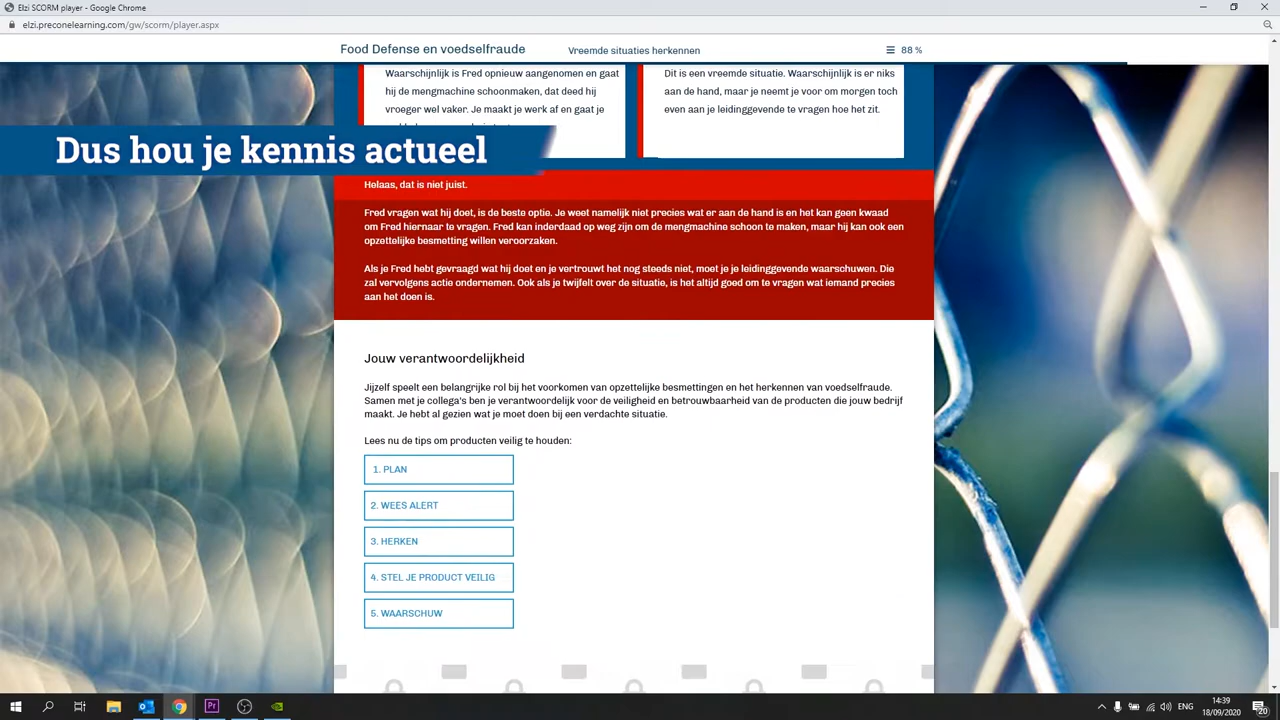 Elzi SCORM player - Google Chrome
elzi.preconelearning.com/gw/scorm/player.aspx
Food Defense en voedselfraude
Vreemde situaties herkennen
88 %
Waarschijnlijk is Fred opnieuw aangenomen en gaat
hij de mengmachine schoonmaken, dat deed hij
vroeger wel vaker. Je maakt je werk af en gaat je
Dit is een vreemde situatie. Waarschijnlijk is er niks
aan de hand, maar je neemt je voor om morgen toch
even aan je leidinggevende te vragen hoe het zit.
Dus hou je kennis actueel
Helaas, dat is niet juist.
Fred vragen wat hij doet, is de beste optie. Je weet namelijk niet precies wat er aan de hand is en het kan geen kwaad
om Fred hiernaar te vragen. Fred kan inderdaad op weg zijn om de mengmachine schoon te maken, maar hij kan ook een
opzettelijke besmetting willen veroorzaken.
Als je Fred hebt gevraagd wat hij doet en je vertrouwt het nog steeds niet, moet je je leidinggevende waarschuwen. Die
zal vervolgens actie ondernemen. Ook als je twijfelt over de situatie, is het altijd goed om te vragen wat iemand precies
aan het doen is.
Jouw verantwoordelijkheid
Jijzelf speelt een belangrijke rol bij het voorkomen van opzettelijke besmettingen en het herkennen van voedselfraude.
Samen met je collega's ben je verantwoordelijk voor de veiligheid en betrouwbaarheid van de producten die jouw bedrijf
maakt. Je hebt al gezien wat je moet doen bij een verdachte situatie.
Lees nu de tips om producten veilig te houden:
1. PLAN
2. WEES ALERT
3. HERKEN
4. STEL JE PRODUCT VEILIG
5. WAARSCHUW
ENG
14:39
18/09/2020
20